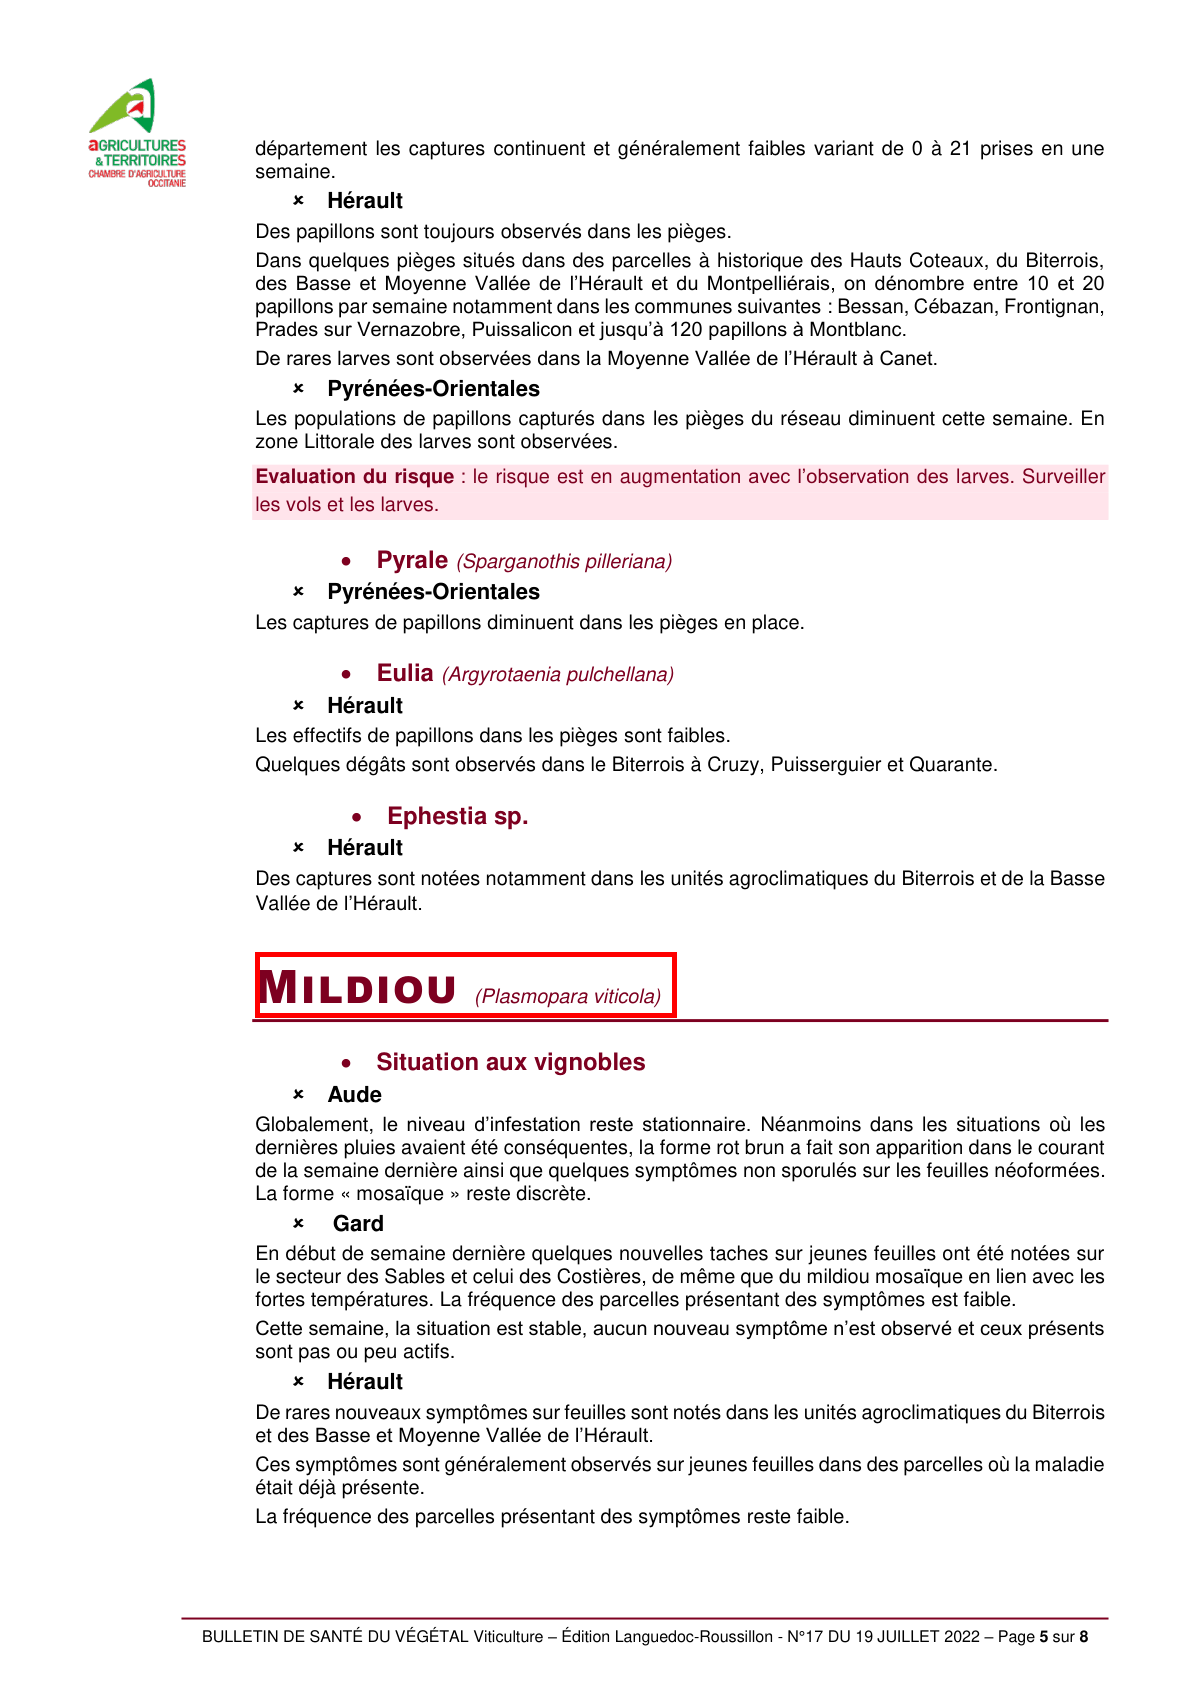 aGRICULTURES
& TERRITOIRES
CHAMBRE D'AGRICULTURE
OCCITANIE
département les captures continuent et généralement faibles variant de 0 à 21 prises en une
semaine.
× Hérault
Des papillons sont toujours observés dans les pièges.
Dans quelques pièges situés dans des parcelles à historique des Hauts Coteaux, du Biterrois,
des Basse et Moyenne Vallée de l’Hérault et du Montpelliérais, on dénombre entre 10 et 20
papillons par semaine notamment dans les communes suivantes : Bessan, Cébazan, Frontignan,
Prades sur Vernazobre, Puissalicon et jusqu’à 120 papillons à Montblanc.
De rares larves sont observées dans la Moyenne Vallée de l’Hérault à Canet.
× Pyrénées-Orientales
Les populations de papillons capturés dans les pièges du réseau diminuent cette semaine. En
zone Littorale des larves sont observées.
Evaluation du risque : le risque est en augmentation avec l’observation des larves. Surveiller
les vols et les larves.
• Pyrale (Sparganothis pilleriana)
× Pyrénées-Orientales
Les captures de papillons diminuent dans les pièges en place.
• Eulia (Argyrotaenia pulchellana)
× Hérault
Les effectifs de papillons dans les pièges sont faibles.
Quelques dégâts sont observés dans le Biterrois à Cruzy, Puisserguier et Quarante.
• Ephestia sp.
× Hérault
Des captures sont notées notamment dans les unités agroclimatiques du Biterrois et de la Basse
Vallée de l’Hérault.
MILDIOU (Plasmopara viticola)
• Situation aux vignobles
× Aude
Globalement, le niveau d’infestation reste stationnaire. Néanmoins dans les situations où les
dernières pluies avaient été conséquentes, la forme rot brun a fait son apparition dans le courant
de la semaine dernière ainsi que quelques symptômes non sporulés sur les feuilles néoformées.
La forme « mosaïque » reste discrète.
× Gard
En début de semaine dernière quelques nouvelles taches sur jeunes feuilles ont été notées sur
le secteur des Sables et celui des Costières, de même que du mildiou mosaïque en lien avec les
fortes températures. La fréquence des parcelles présentant des symptômes est faible.
Cette semaine, la situation est stable, aucun nouveau symptôme n’est observé et ceux présents
sont pas ou peu actifs.
× Hérault
De rares nouveaux symptômes sur feuilles sont notés dans les unités agroclimatiques du Biterrois
et des Basse et Moyenne Vallée de l’Hérault.
Ces symptômes sont généralement observés sur jeunes feuilles dans des parcelles où la maladie
était déjà présente.
La fréquence des parcelles présentant des symptômes reste faible.
BULLETIN DE SANTÉ DU VÉGÉTAL Viticulture – Édition Languedoc-Roussillon - N°17 DU 19 JUILLET 2022 – Page 5 sur 8